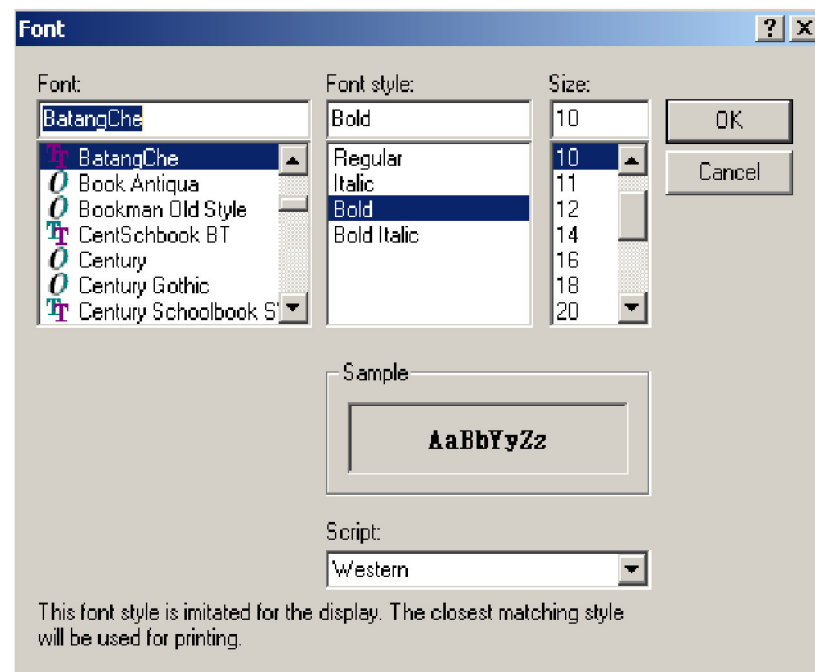 Font
Font:
BatangChe
BatangChe
Book Antiqua
Bookman Old Style
CentSchbook BT
Century
Century Gothic
Century Schoolbook S
Font style:
Bold
Regular
Italic
Bold
Bold Italic
Size:
10
10
11
12
14
16
18
20
OK
Cancel
Sample
AaBbYyZz
Script:
Western
This font style is imitated for the display. The closest matching style
will be used for printing.